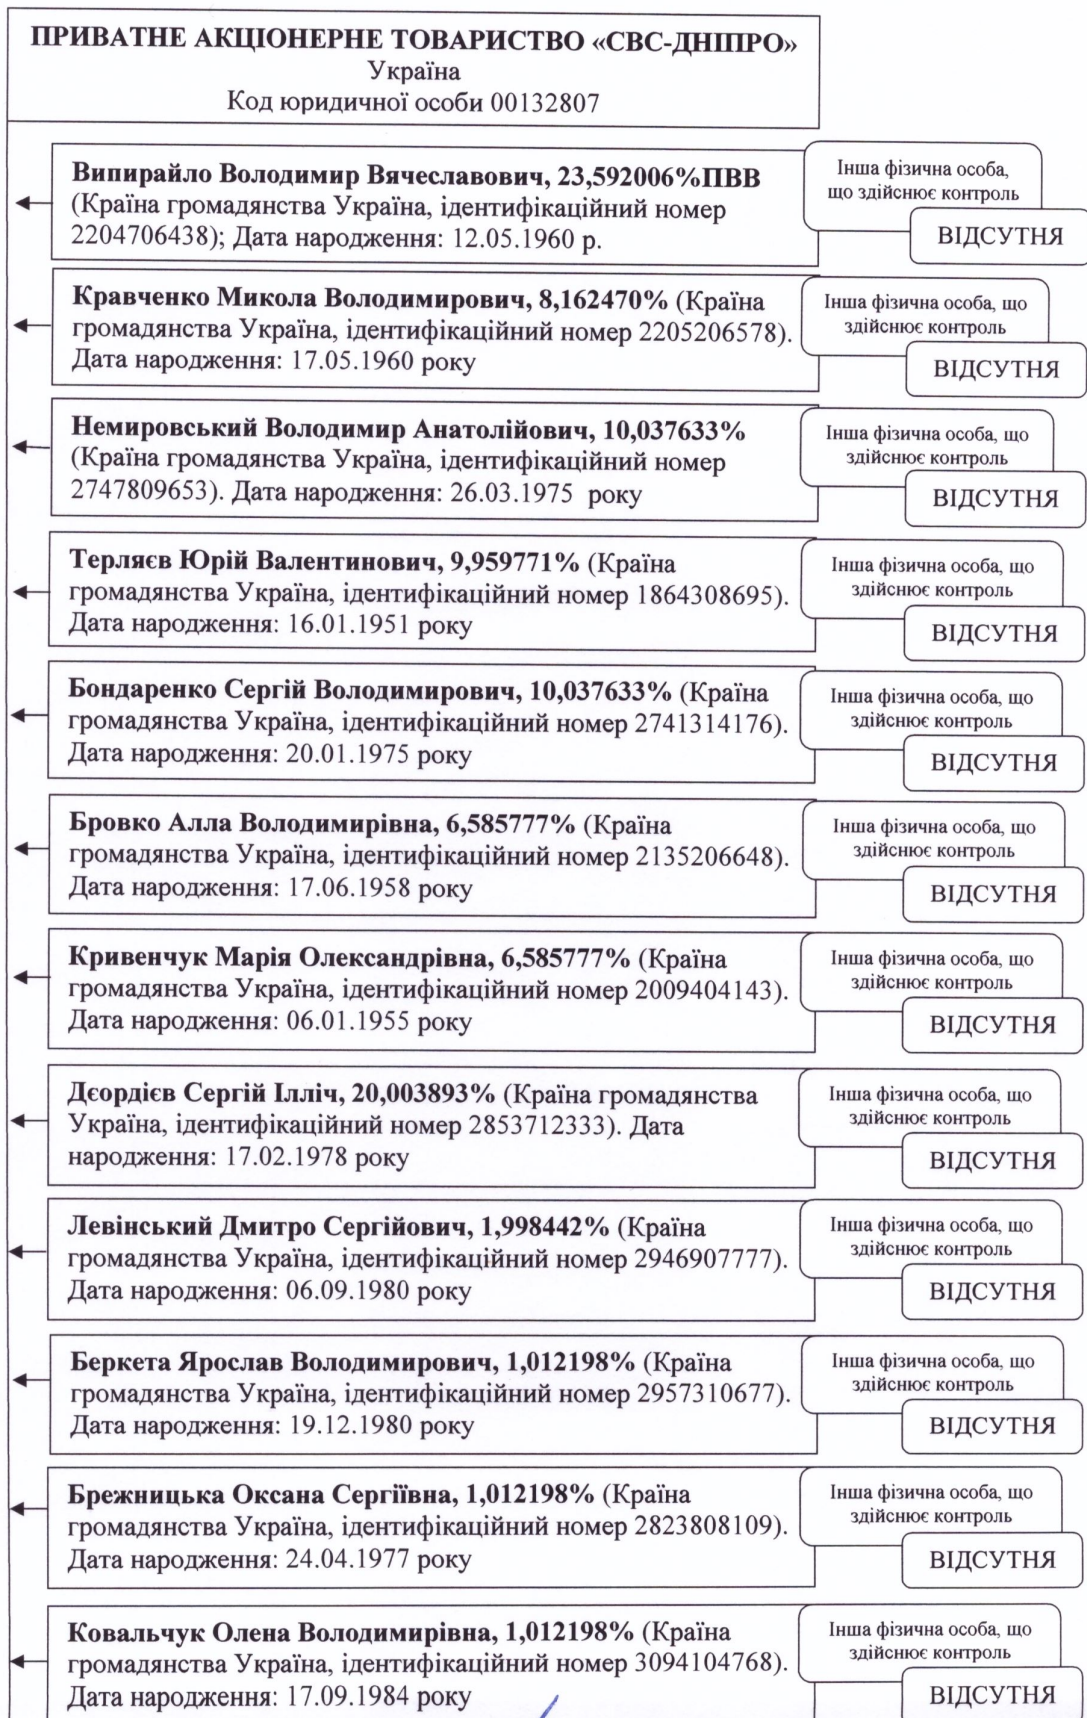 ПРИВАТНЕ АКЦІОНЕРНЕ ТОВАРИСТВО «СВС-ДНІПРО»
Україна
Код юридичної особи 00132807
Випирайло Володимир Вячеславович, 23,592006%ПВВ
(Країна громадянства Україна, ідентифікаційний номер
2204706438); Дата народження: 12.05.1960 р.
Інша фізична особа,
що здійснює контроль
ВІДСУТНЯ
Кравченко Микола Володимирович, 8,162470% (Країна
громадянства Україна, ідентифікаційний номер 2205206578).
Дата народження: 17.05.1960 року
Інша фізична особа, що
здійснює контроль
ВІДСУТНЯ
Немировський Володимир Анатолійович, 10,037633%
(Країна громадянства Україна, ідентифікаційний номер
2747809653). Дата народження: 26.03.1975 року
Інша фізична особа, що
здійснює контроль
ВІДСУТНЯ
Терляєв Юрій Валентинович, 9,959771% (Країна
громадянства Україна, ідентифікаційний номер 1864308695).
Дата народження: 16.01.1951 року
Інша фізична особа, що
здійснює контроль
ВІДСУТНЯ
Бондаренко Сергій Володимирович, 10,037633% (Країна
громадянства Україна, ідентифікаційний номер 2741314176).
Дата народження: 20.01.1975 року
Інша фізична особа, що
здійснює контроль
ВІДСУТНЯ
Бровко Алла Володимирівна, 6,585777% (Країна
громадянства Україна, ідентифікаційний номер 2135206648).
Дата народження: 17.06.1958 року
Інша фізична особа, що
здійснює контроль
ВІДСУТНЯ
Кривенчук Марія Олександрівна, 6,585777% (Країна
громадянства Україна, ідентифікаційний номер 2009404143).
Дата народження: 06.01.1955 року
Інша фізична особа, що
здійснює контроль
ВІДСУТНЯ
Дєордієв Сергій Ілліч, 20,003893% (Країна громадянства
Україна, ідентифікаційний номер 2853712333). Дата
народження: 17.02.1978 року
Інша фізична особа, що
здійснює контроль
ВІДСУТНЯ
Левінський Дмитро Сергійович, 1,998442% (Країна
громадянства Україна, ідентифікаційний номер 2946907777).
Дата народження: 06.09.1980 року
Інша фізична особа, що
здійснює контроль
ВІДСУТНЯ
Беркета Ярослав Володимирович, 1,012198% (Країна
громадянства Україна, ідентифікаційний номер 2957310677).
Дата народження: 19.12.1980 року
Інша фізична особа, що
здійснює контроль
ВІДСУТНЯ
Брежницька Оксана Сергіївна, 1,012198% (Країна
громадянства Україна, ідентифікаційний номер 2823808109).
Дата народження: 24.04.1977 року
Інша фізична особа, що
здійснює контроль
ВІДСУТНЯ
Ковальчук Олена Володимирівна, 1,012198% (Країна
громадянства Україна, ідентифікаційний номер 3094104768).
Дата народження: 17.09.1984 року
Інша фізична особа, що
здійснює контроль
ВІДСУТНЯ